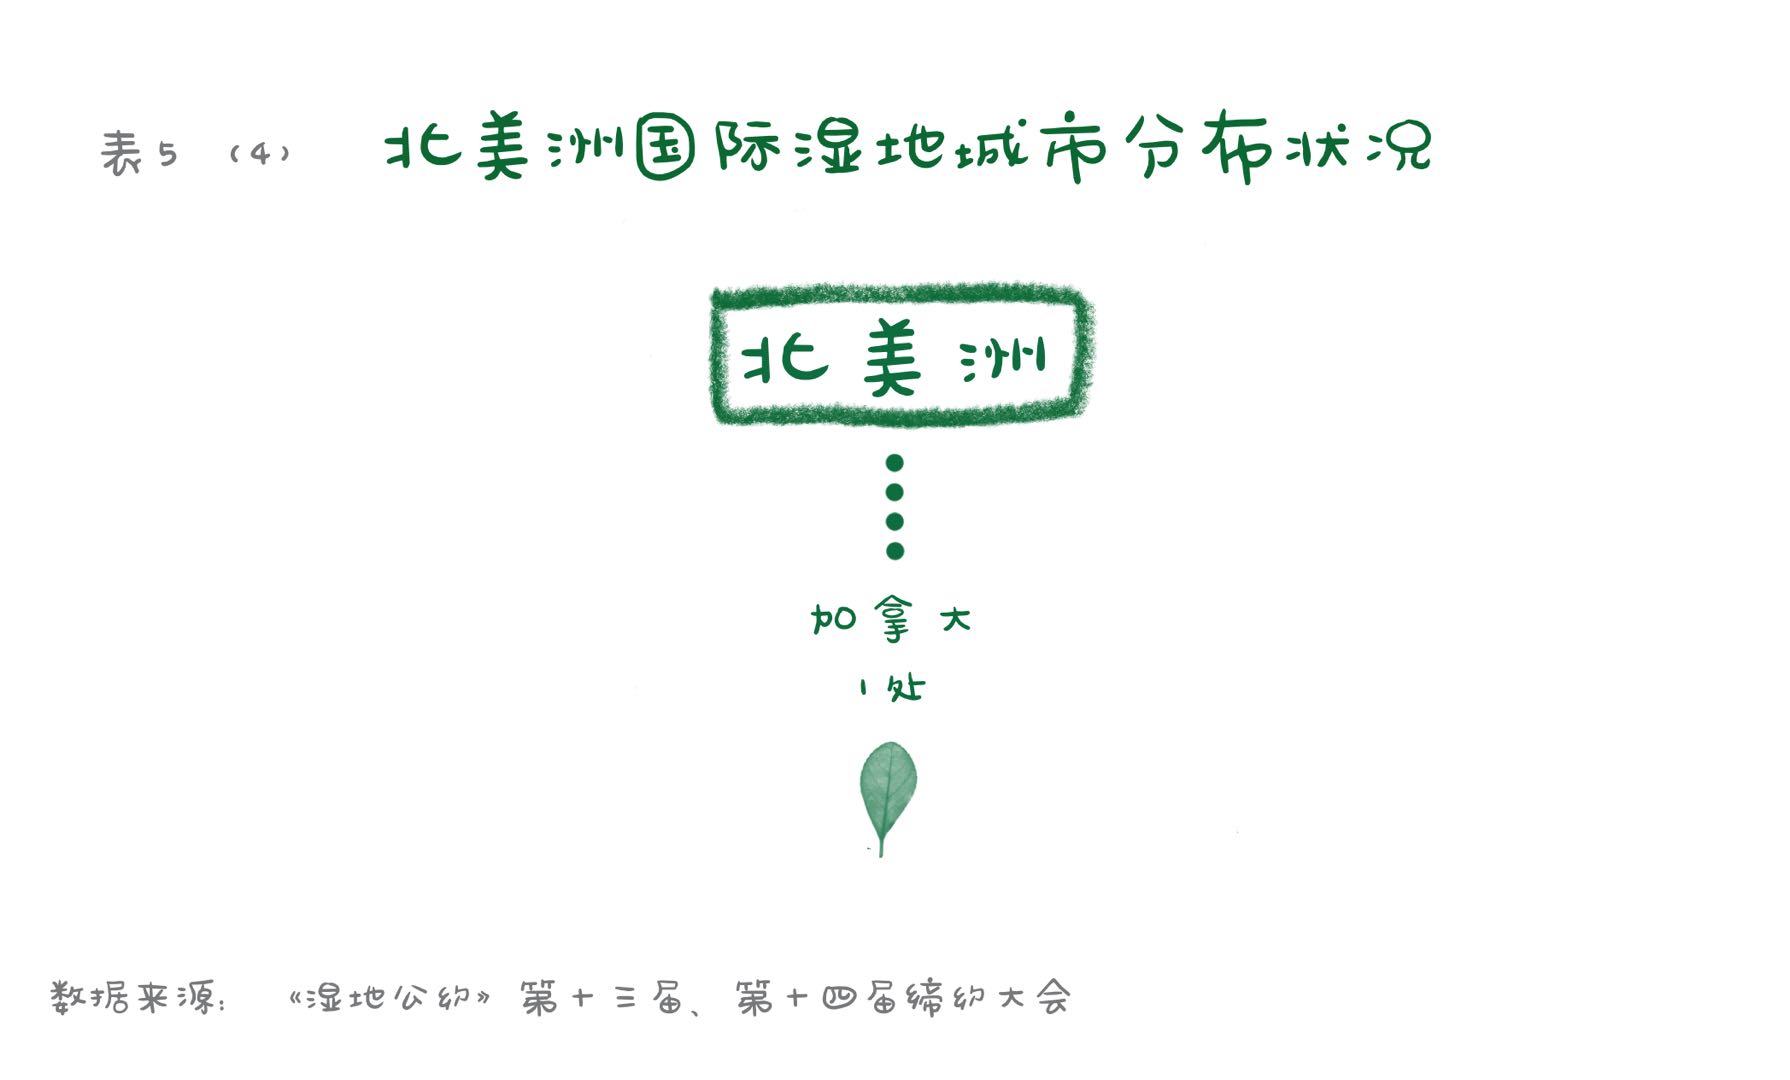 表5 （4） 北美洲国际湿地城市分布状况
北美洲
加拿大
1处
数据来源： 《湿地公约》第十三届、第十四届缔约大会